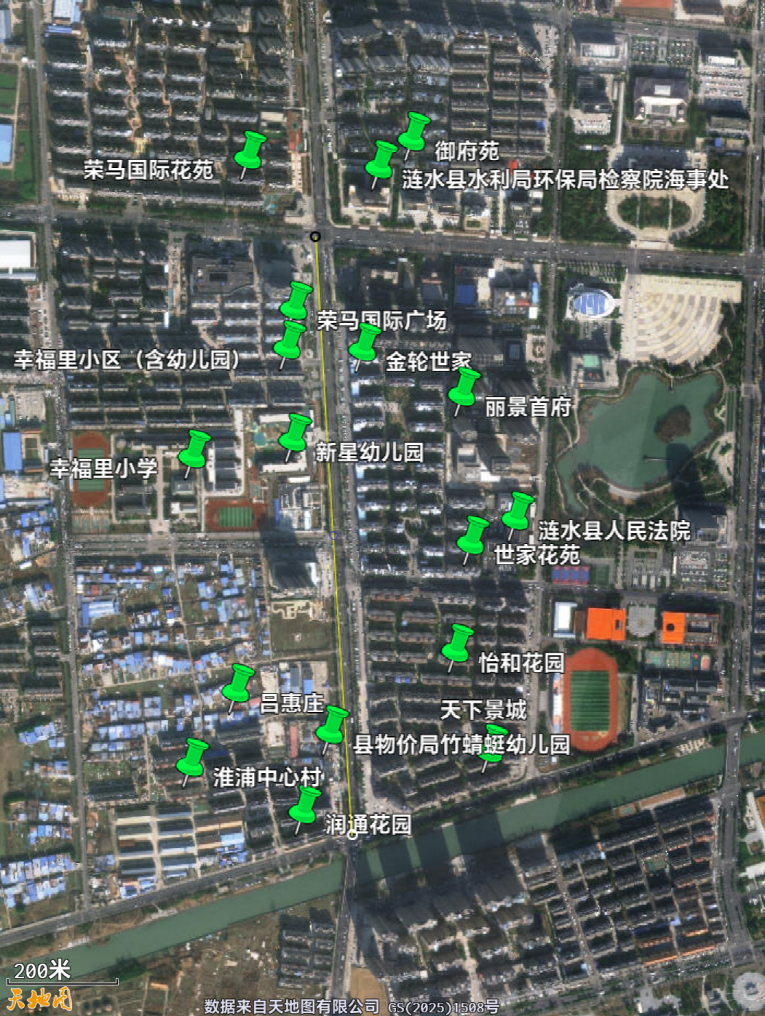 御府苑
荣马国际花苑
涟水县水利局环保局检察院海事处
荣马国际广场
幸福里小区（含幼儿园）
金轮世家
丽景首府
新星幼儿园
幸福里小学
涟水县人民法院
世家花苑
怡和花园
吕惠庄
天下景城
县物价局竹蜻蜓幼儿园
淮浦中心村
润通花园
200米
天地图
数据来自天地图有限公司 GS(2025)1508号